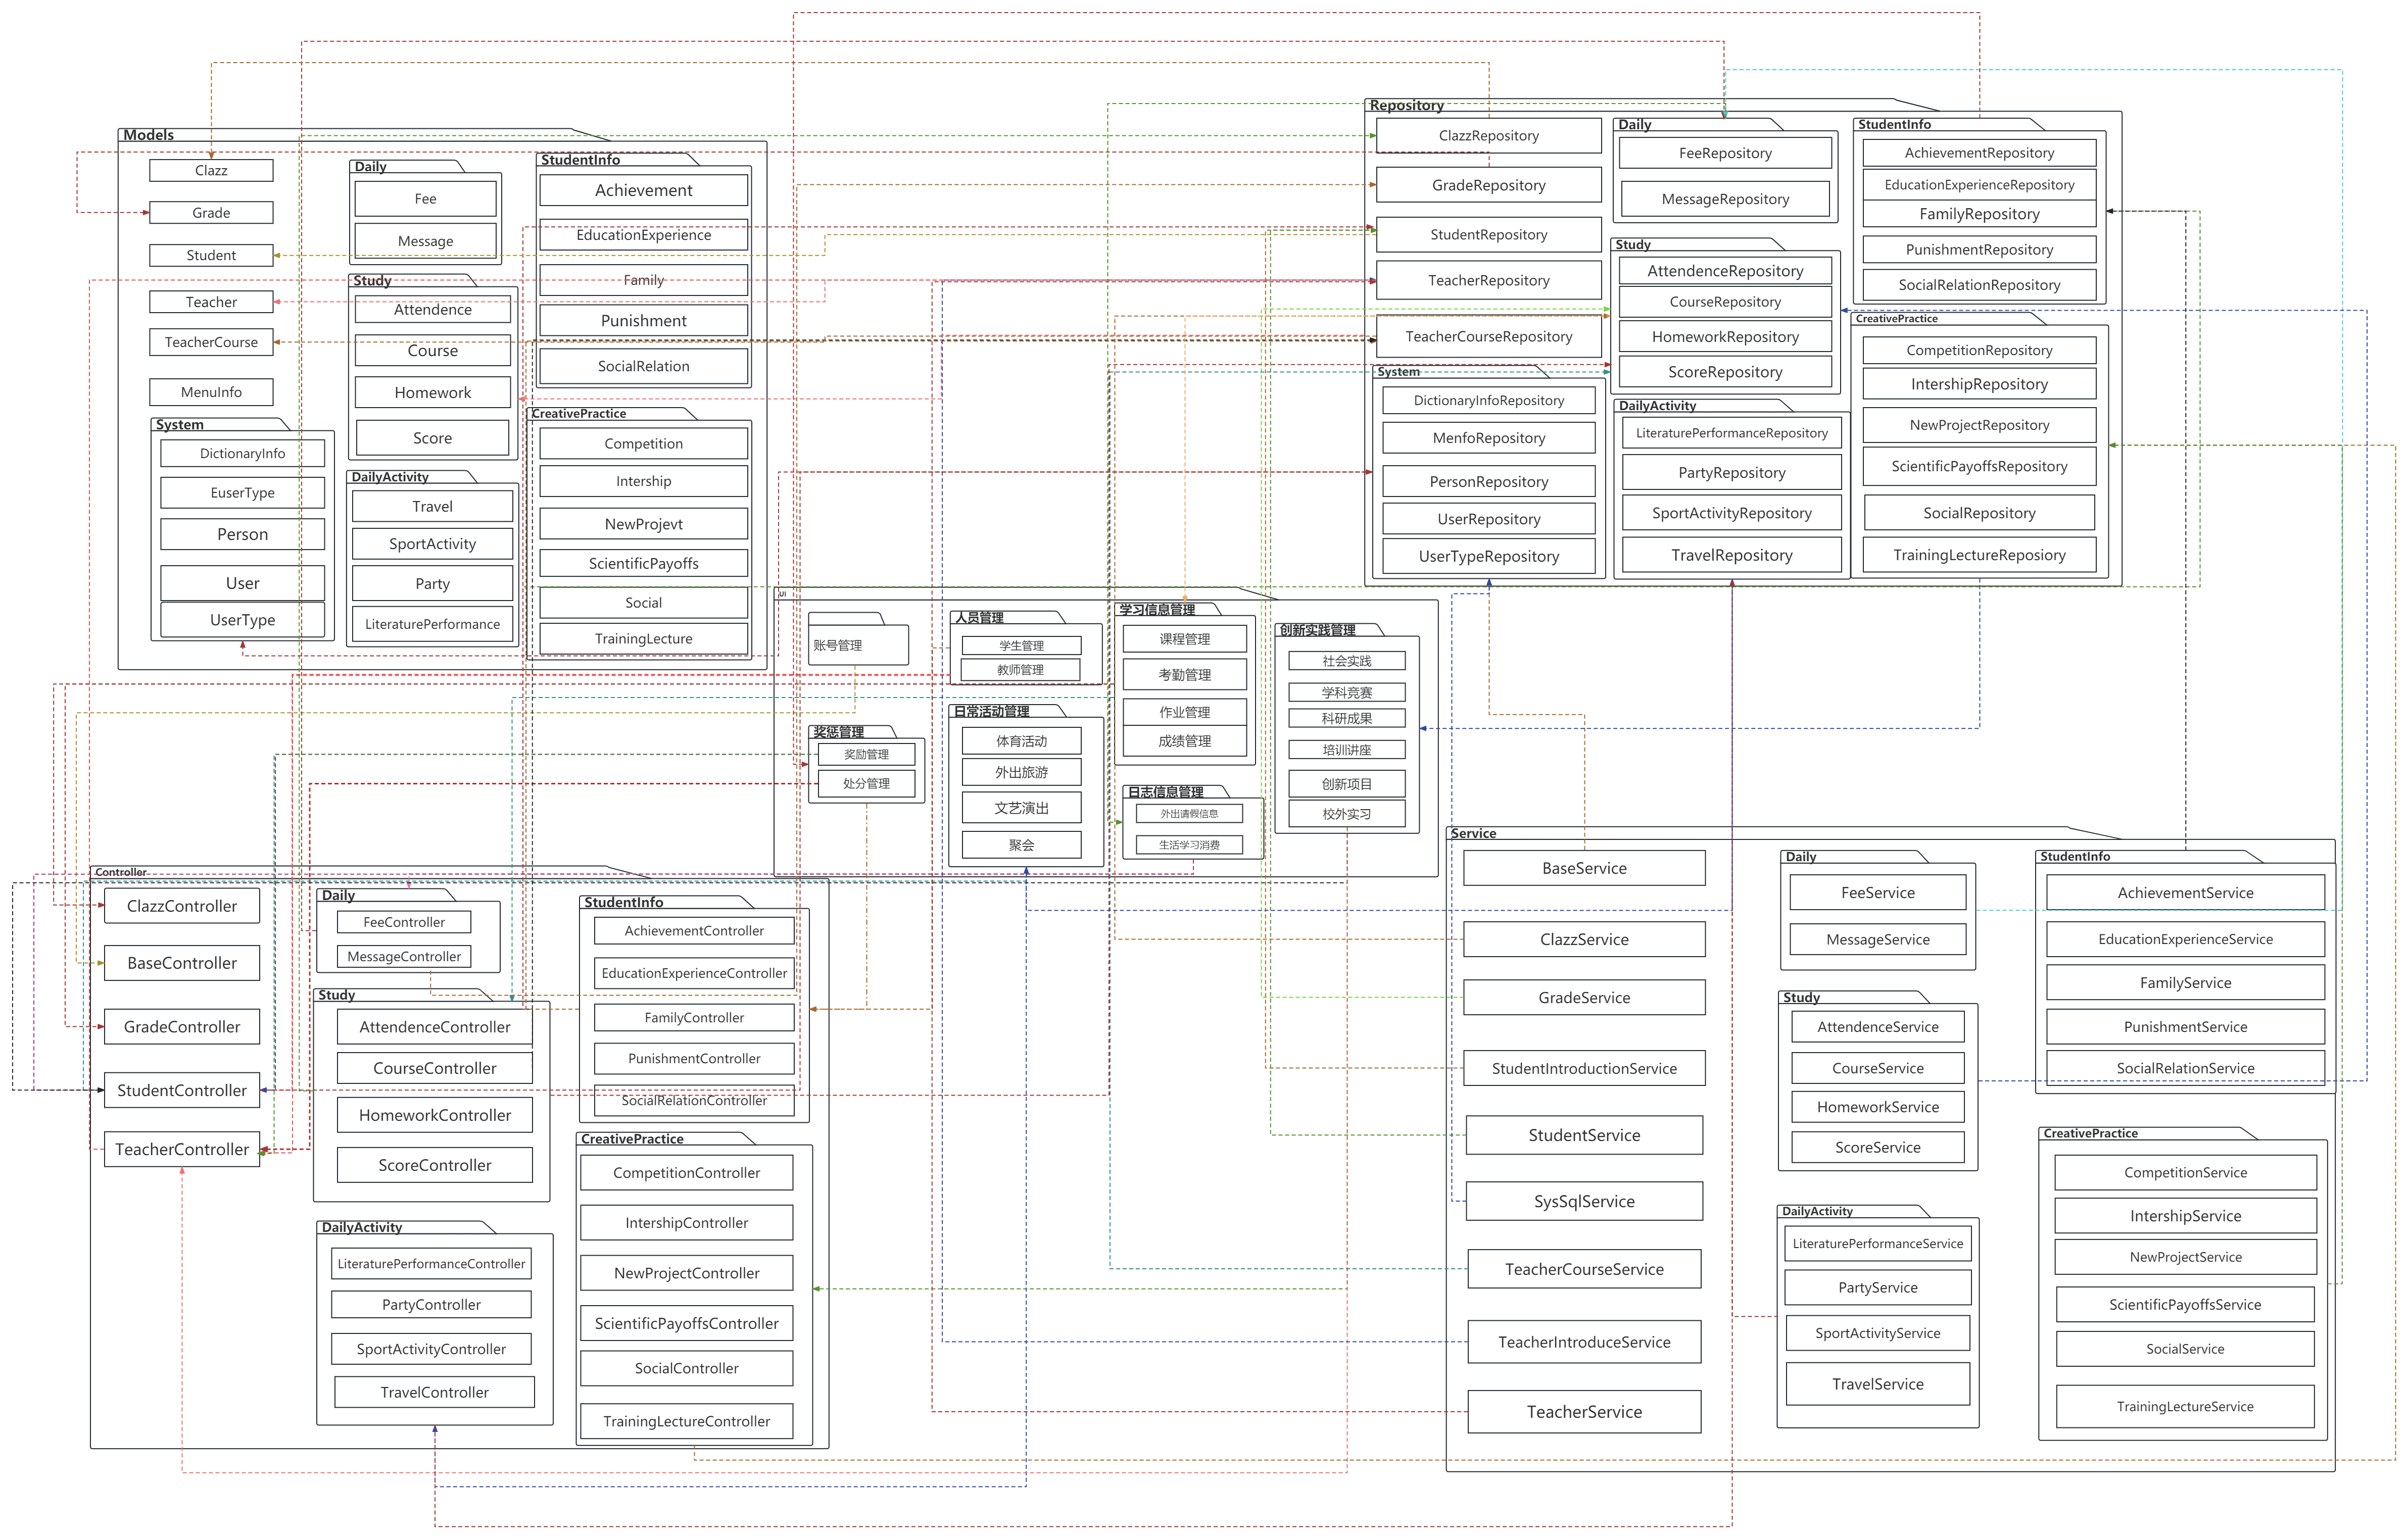 Models
Clazz
Grade
Student
Teacher
TeacherCourse
MenuInfo
System
DictionaryInfo
EuserType
Person
User
UserType
Daily
Fee
Message
Study
Attendence
Course
Homework
Score
DailyActivity
Travel
SportActivity
Party
LiteraturePerformance
StudentInfo
Achievement
EducationExperience
Family
Punishment
SocialRelation
CreativePractice
Competition
Intership
NewProjevt
ScientificPayoffs
Social
TrainingLecture
Repository
ClazzRepository
GradeRepository
StudentRepository
TeacherRepository
TeacherCourseRepository
System
DictionaryInfoRepository
MenfoRepository
PersonRepository
UserRepository
UserTypeRepository
Daily
FeeRepository
MessageRepository
Study
AttendenceRepository
CourseRepository
HomeworkRepository
ScoreRepository
DailyActivity
LiteraturePerformanceRepository
PartyRepository
SportActivityRepository
TravelRepository
StudentInfo
AchievementRepository
EducationExperienceRepository
FamilyRepository
PunishmentRepository
SocialRelationRepository
CreativePractice
CompetitionRepository
IntershipRepository
NewProjectRepository
ScientificPayoffsRepository
SocialRepository
TrainingLectureReposiory
UI
账号管理
奖惩管理
奖励管理
处分管理
人员管理
学生管理
教师管理
日常活动管理
体育活动
外出旅游
文艺演出
聚会
学习信息管理
课程管理
考勤管理
作业管理
成绩管理
日志信息管理
外出请假信息
生活学习消费
创新实践管理
社会实践
学科竞赛
科研成果
培训讲座
创新项目
校外实习
Controller
ClazzController
BaseController
GradeController
StudentController
TeacherController
Daily
FeeController
MessageController
Study
AttendenceController
CourseController
HomeworkController
ScoreController
DailyActivity
LiteraturePerformanceController
PartyController
SportActivityController
TravelController
StudentInfo
AchievementController
EducationExperienceController
FamilyController
PunishmentController
SocialRelationController
CreativePractice
CompetitionController
IntershipController
NewProjectController
ScientificPayoffsController
SocialController
TrainingLectureController
Service
BaseService
ClazzService
GradeService
StudentIntroductionService
StudentService
SysSqlService
TeacherCourseService
TeacherIntroduceService
TeacherService
Daily
FeeService
MessageService
Study
AttendenceService
CourseService
HomeworkService
ScoreService
DailyActivity
LiteraturePerformanceService
PartyService
SportActivityService
TravelService
StudentInfo
AchievementService
EducationExperienceService
FamilyService
PunishmentService
SocialRelationService
CreativePractice
CompetitionService
IntershipService
NewProjectService
ScientificPayoffsService
SocialService
TrainingLectureService